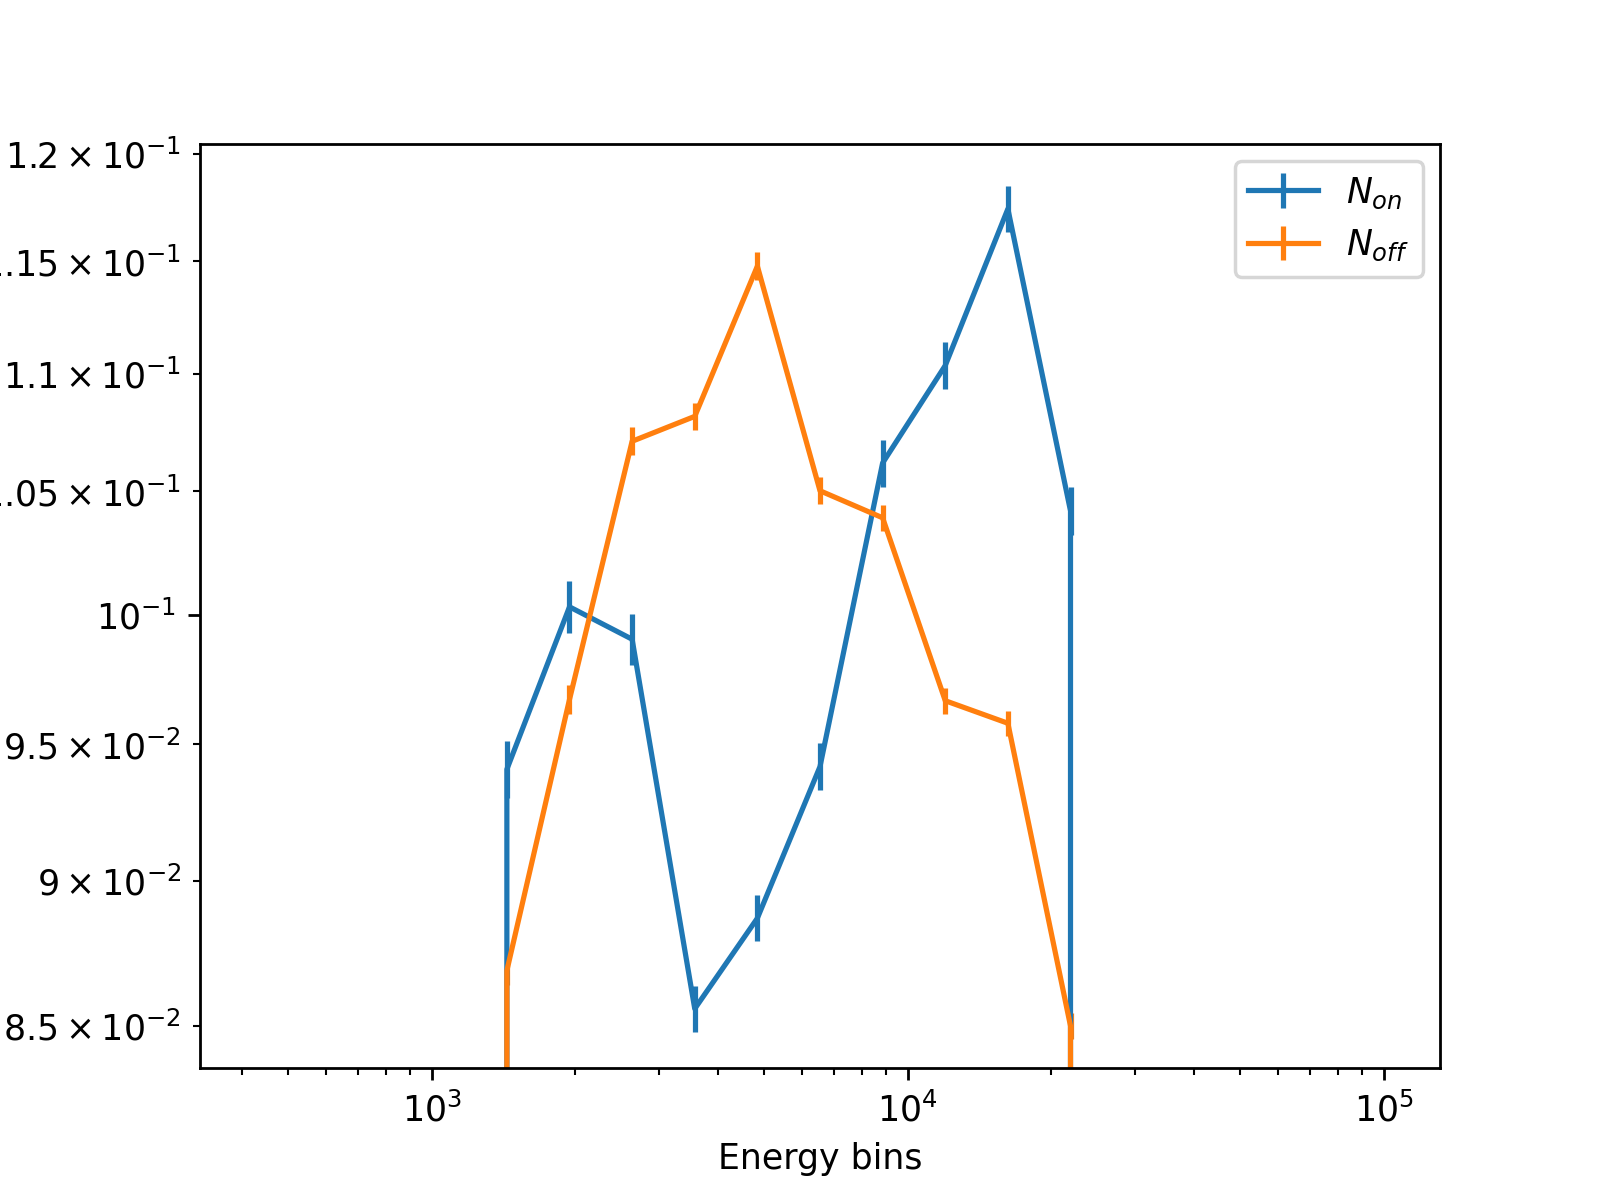 1.2 × 10⁻¹
.15 × 10⁻¹
1.1 × 10⁻¹
.05 × 10⁻¹
10⁻¹
9.5 × 10⁻²
9 × 10⁻²
8.5 × 10⁻²
10³ 10⁴ 10⁵
Energy bins
N_on
N_off